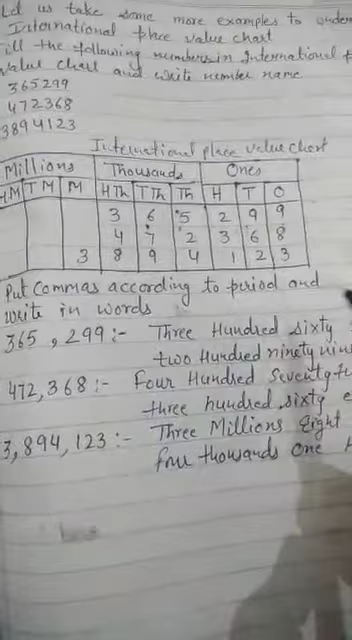 Let us take some more examples to under
International place value chart
ill the following numbers in International p
value chart and write number name
365299
472368
3894123
International place value chart
Millions Thousands Ones
HM TM M H Th T Th Th H T O
3 6 5 2 9 9
4 7 2 3 6 8
3 8 9 4 1 2 3
Put Commas according to period and
write in words
365,299:- Three Hundred sixty
two Hundred ninety nin
472,368:- Four Hundred Seventy t
three hundred sixty e
3,894,123:- Three Millions Eight
four thousands One